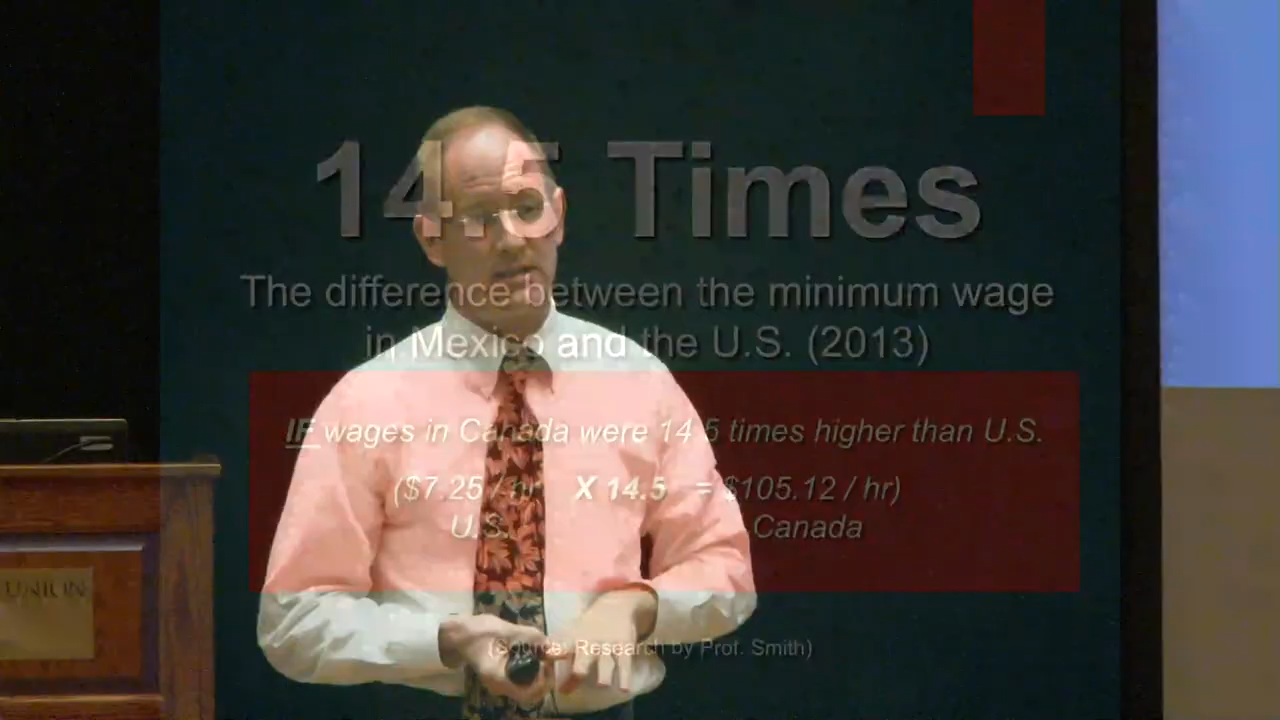 14.5 Times
The difference between the minimum wage
in Mexico and the U.S. (2013)
IF wages in Canada were 14.5 times higher than U.S.
($7.25 / hr X 14.5 = $105.12 / hr)
U.S. Canada
(Source: Research by Prof. Smith)
UNION